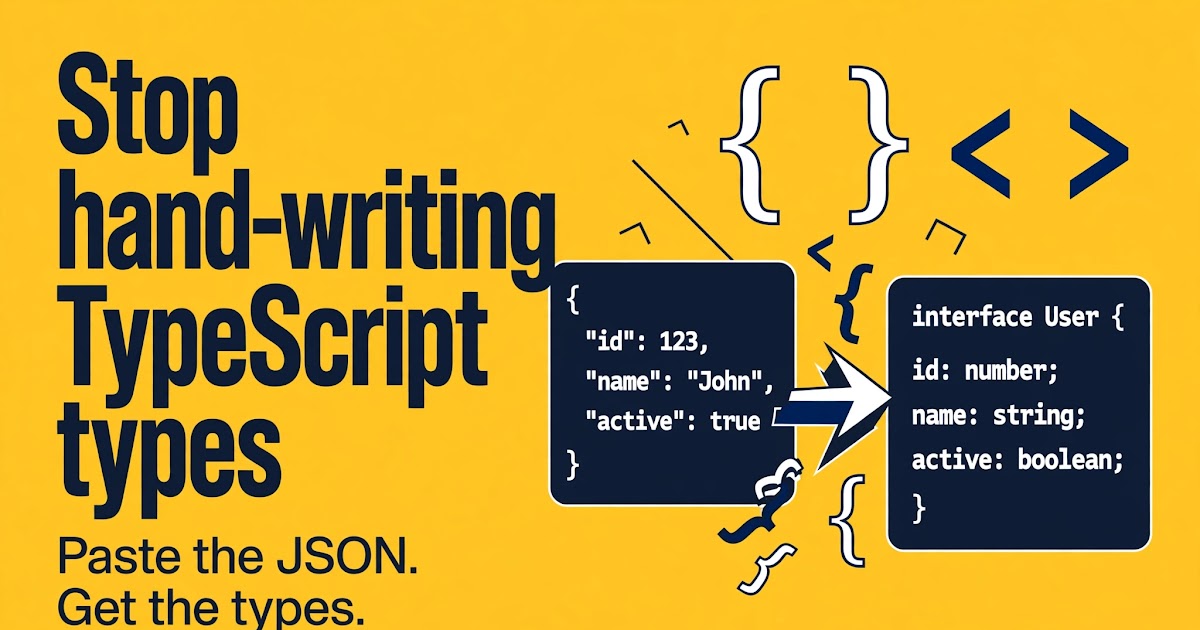 Stop
hand-writing
TypeScript
types
Paste the JSON.
Get the types.
{ } < >
< {
{
"id": 123,
"name": "John",
"active": true
}
interface User {
id: number;
name: string;
active: boolean;
}
{
}